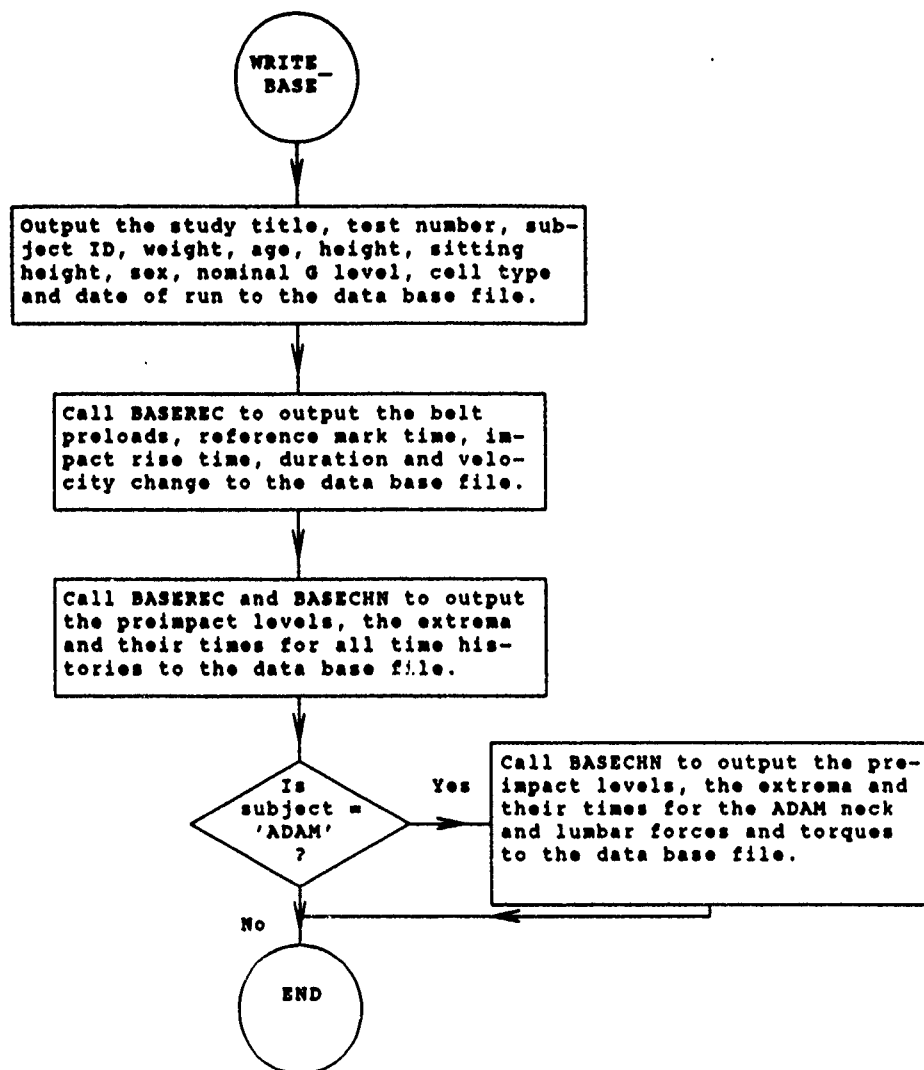 WRITE_
BASE
Output the study title, test number, sub-
ject ID, weight, age, height, sitting
height, sex, nominal G level, cell type
and date of run to the data base file.
Call BASEREC to output the belt
preloads, reference mark time, im-
pact rise time, duration and velo-
city change to the data base file.
Call BASEREC and BASECHN to output
the preimpact levels, the extrema
and their times for all time his-
tories to the data base file.
Is
subject =
'ADAM'
?
Yes
Call BASECHN to output the pre-
impact levels, the extrema and
their times for the ADAM neck
and lumbar forces and torques
to the data base file.
No
END